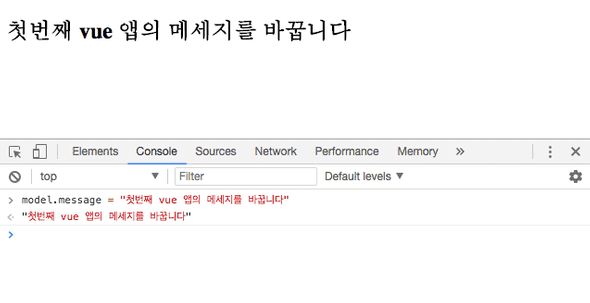 첫번째 vue 앱의 메세지를 바꿉니다
Elements Console Sources Network Performance Memory »
top ▼ Filter Default levels ▼
> model.message = "첫번째 vue 앱의 메세지를 바꿉니다"
"첫번째 vue 앱의 메세지를 바꿉니다"
>